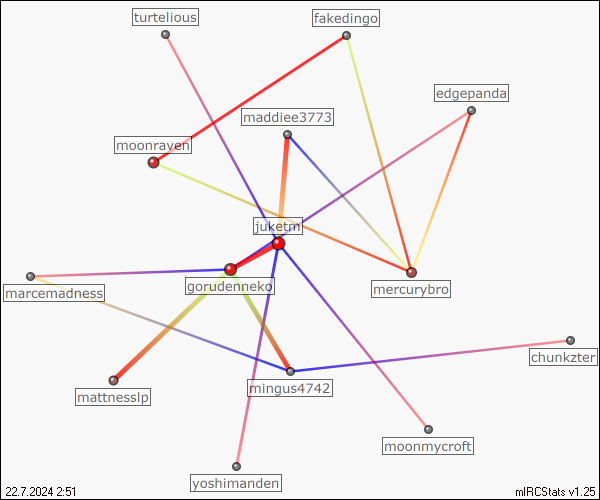 turtelious
fakedingo
edgepanda
maddiee3773
moonraven
juketm
gorudenneko
marcemadness
mercurybro
chunkzter
mattnesslp
mingus4742
moonmycroft
yoshimanden
22.7.2024 2:51
mIRCStats v1.25